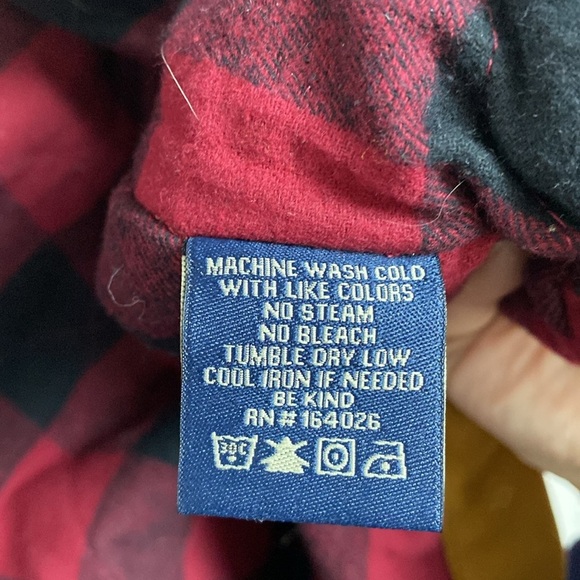 MACHINE WASH COLD
WITH LIKE COLORS
NO STEAM
NO BLEACH
TUMBLE DRY LOW
COOL IRON IF NEEDED
BE KIND
RN # 164026
30C